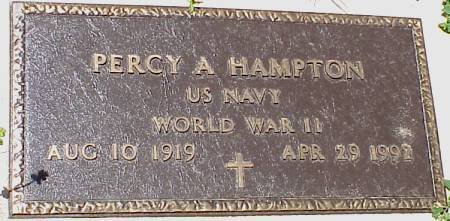 PERCY A HAMPTON
US NAVY
WORLD WAR II
AUG 10 1919 APR 29 1992